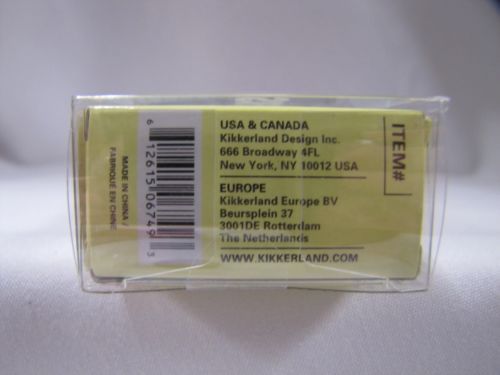 MADE IN CHINA /
FABRIQUE EN CHINE
6 12615 06749 3
USA & CANADA
Kikkerland Design Inc.
666 Broadway 4FL
New York, NY 10012 USA
EUROPE
Kikkerland Europe BV
Beursplein 37
3001DE Rotterdam
The Netherlands
WWW.KIKKERLAND.COM
ITEM#